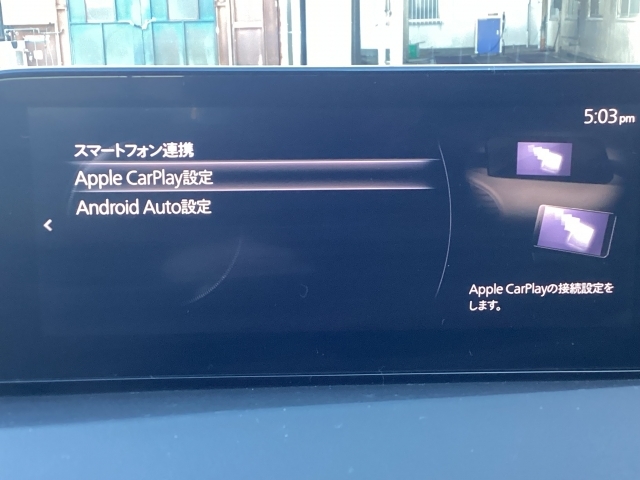 5:03pm
スマートフォン連携
Apple CarPlay設定
Android Auto設定
Apple CarPlayの接続設定を
します。